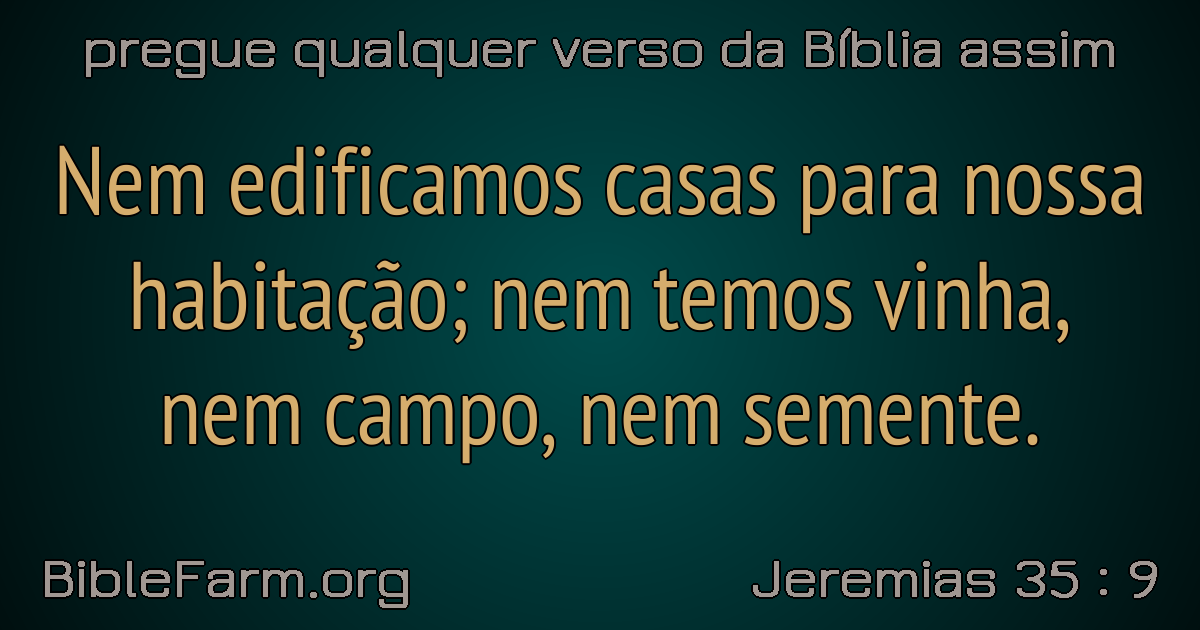 pregue qualquer verso da Bíblia assim
Nem edificamos casas para nossa
habitação; nem temos vinha,
nem campo, nem semente.
BibleFarm.org
Jeremias 35 : 9